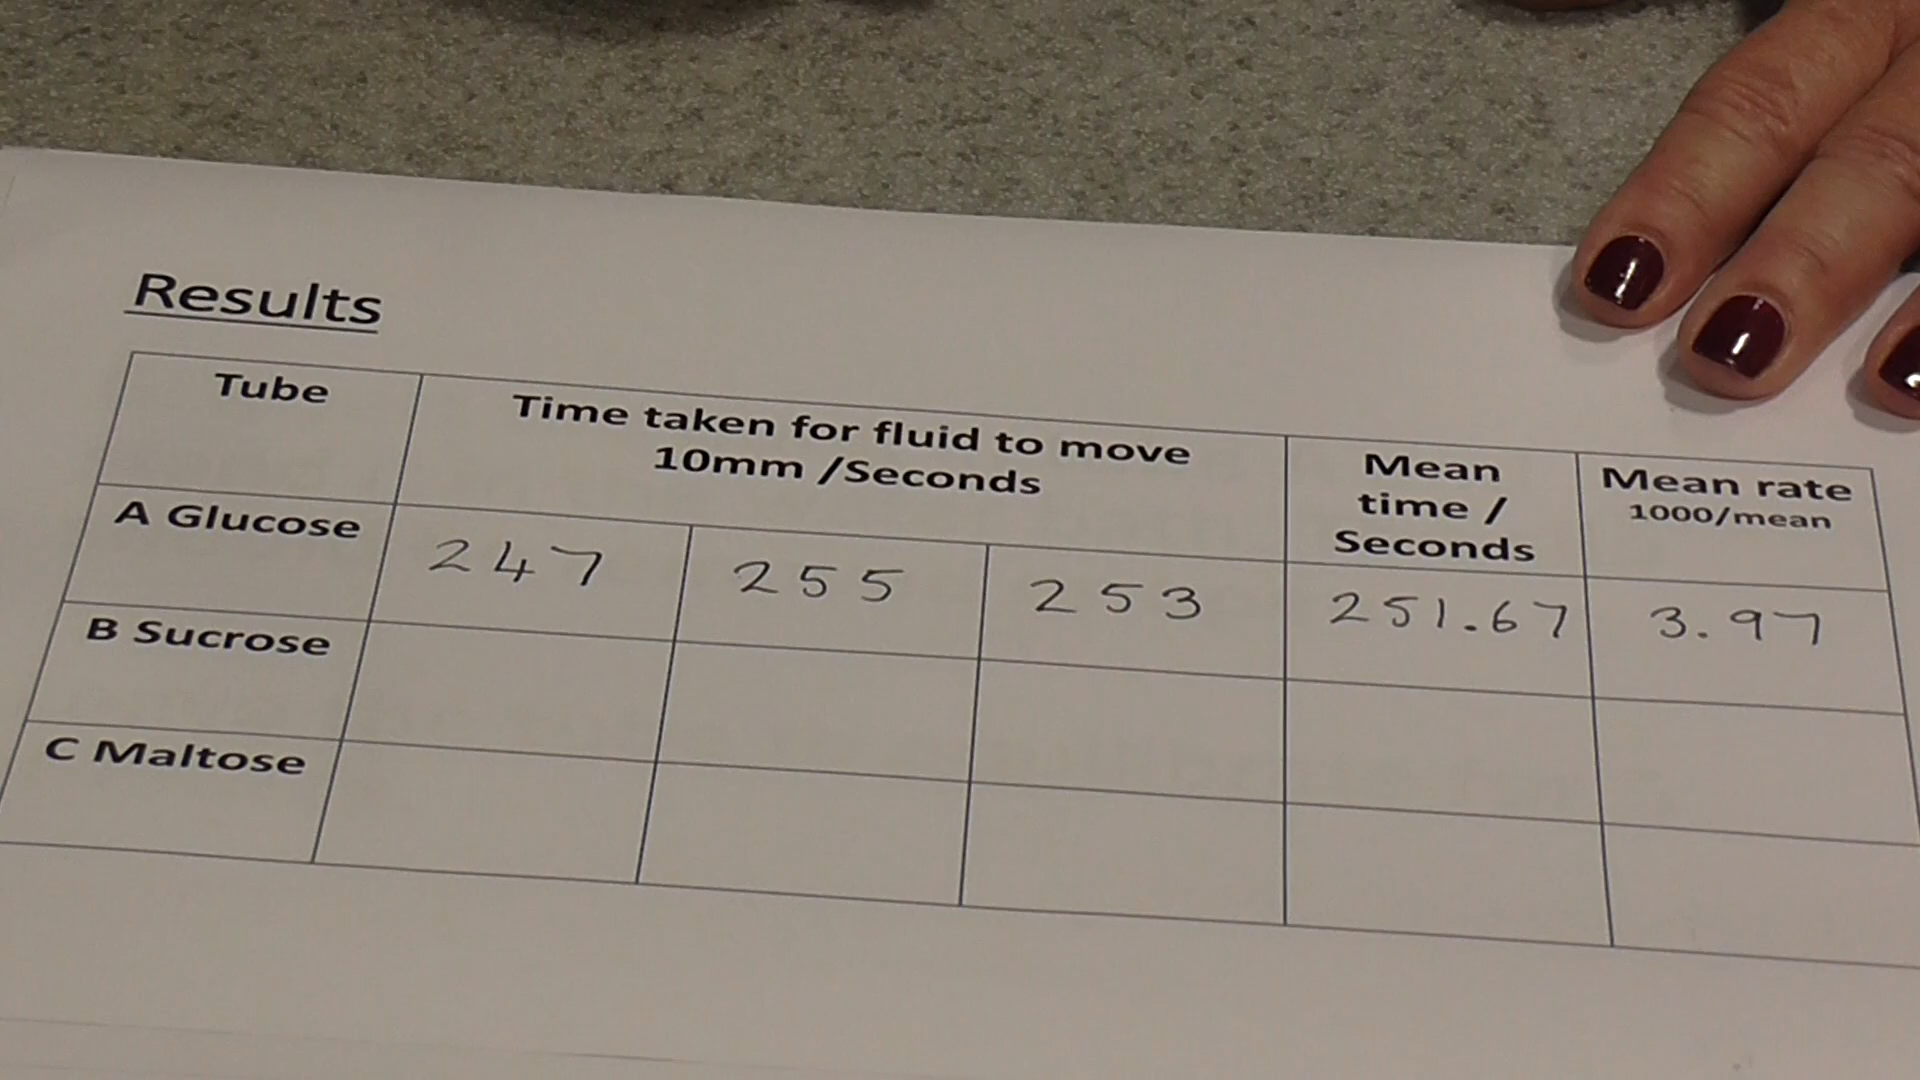 Results
Tube
Time taken for fluid to move
10mm /Seconds
Mean
time /
Seconds
Mean rate
1000/mean
A Glucose
247
255
253
251.67
3.97
B Sucrose
C Maltose